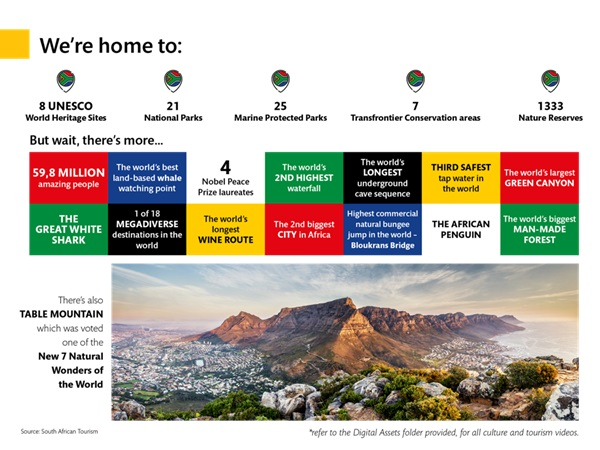 We're home to:
8 UNESCO
World Heritage Sites
21
National Parks
25
Marine Protected Parks
7
Transfrontier Conservation areas
1333
Nature Reserves
But wait, there's more...
59,8 MILLION
amazing people
The world's best
land-based whale
watching point
4
Nobel Peace
Prize laureates
The world's
2ND HIGHEST
waterfall
The world's
LONGEST
underground
cave sequence
THIRD SAFEST
tap water in
the world
The world's largest
GREEN CANYON
THE
GREAT WHITE
SHARK
1 of 18
MEGADIVERSE
destinations in the
world
The world's
longest
WINE ROUTE
The 2nd biggest
CITY in Africa
Highest commercial
natural bungee
jump in the world -
Bloukrans Bridge
THE AFRICAN
PENGUIN
The world's biggest
MAN-MADE
FOREST
There's also
TABLE MOUNTAIN
which was voted
one of the
New 7 Natural
Wonders of
the World
Source: South African Tourism
*refer to the Digital Assets folder provided, for all culture and tourism videos.